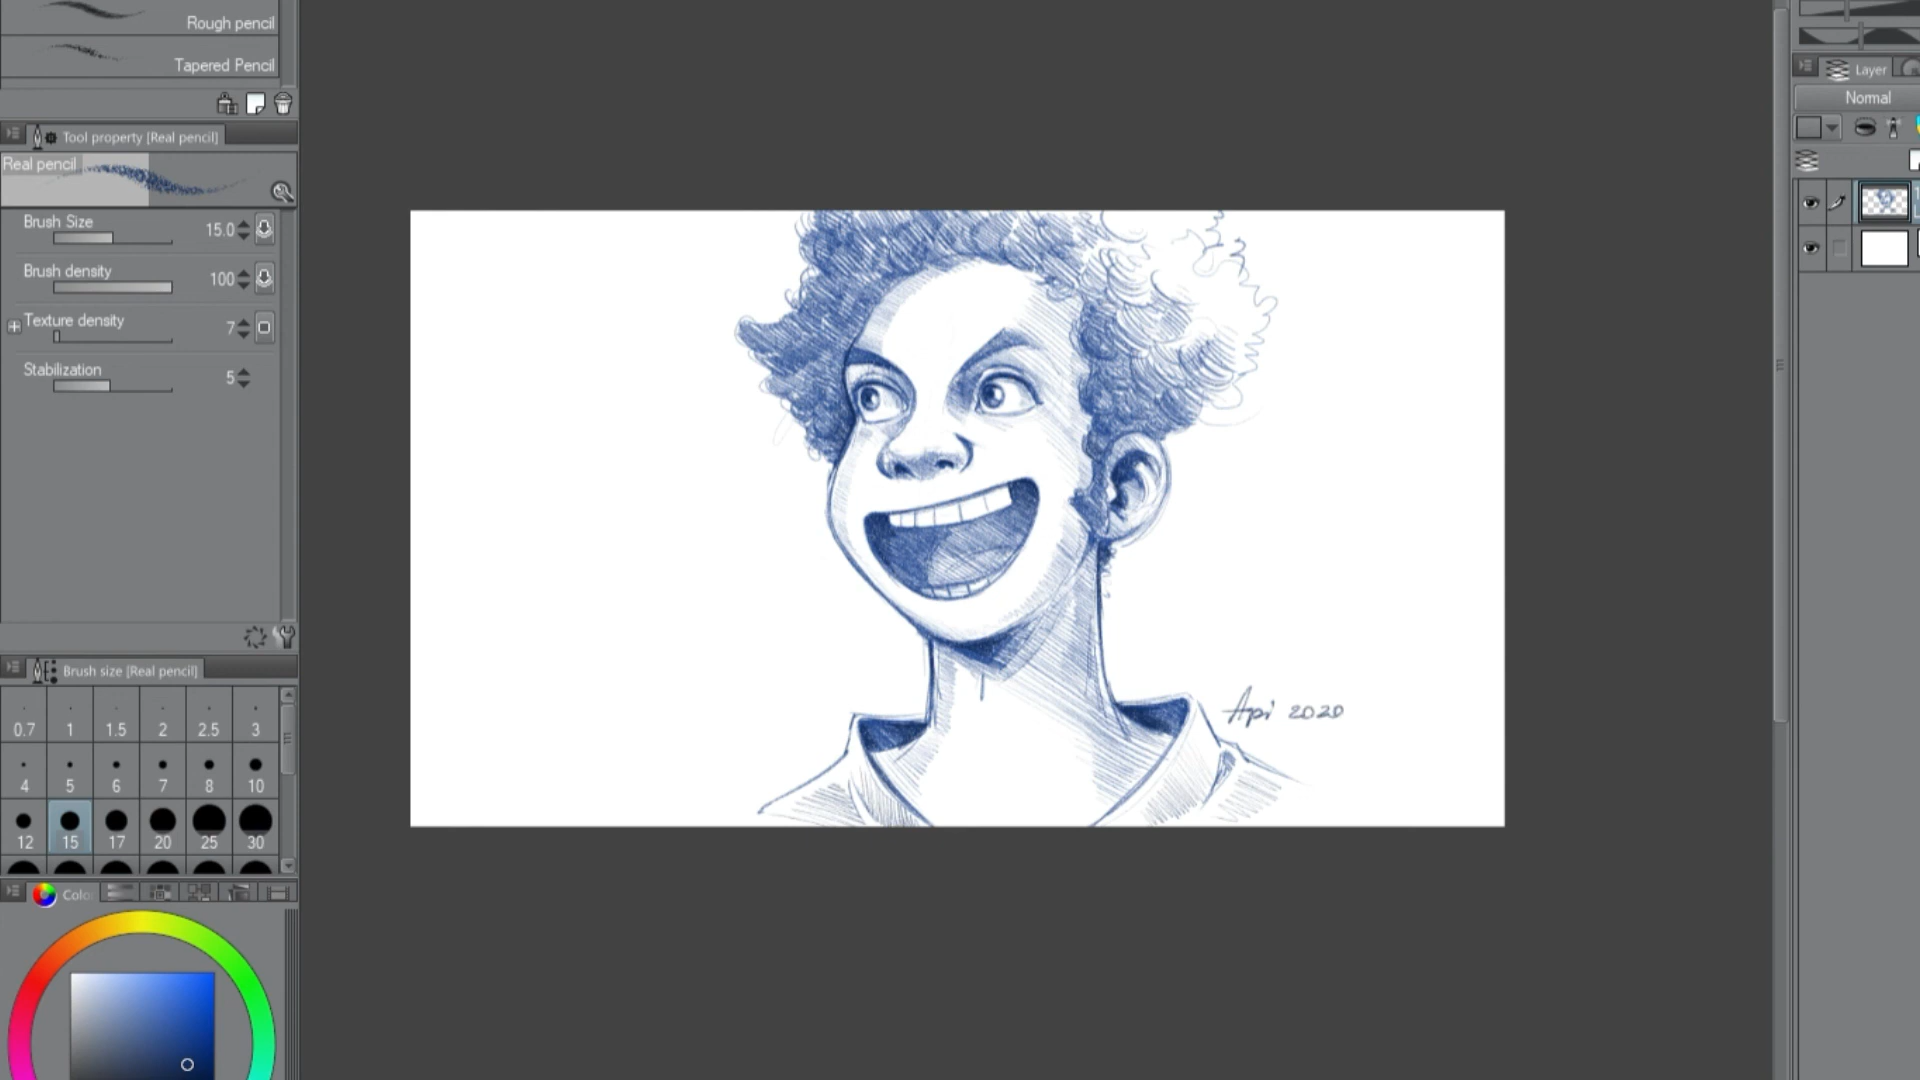 Rough pencil
Tapered Pencil
Tool property [Real pencil]
Real pencil
Brush Size 15.0
Brush density 100
Texture density 7
Stabilization 5
Brush size [Real pencil]
0.7 1 1.5 2 2.5 3
4 5 6 7 8 10
12 15 17 20 25 30
Colo
Api 2020
Layer
Normal